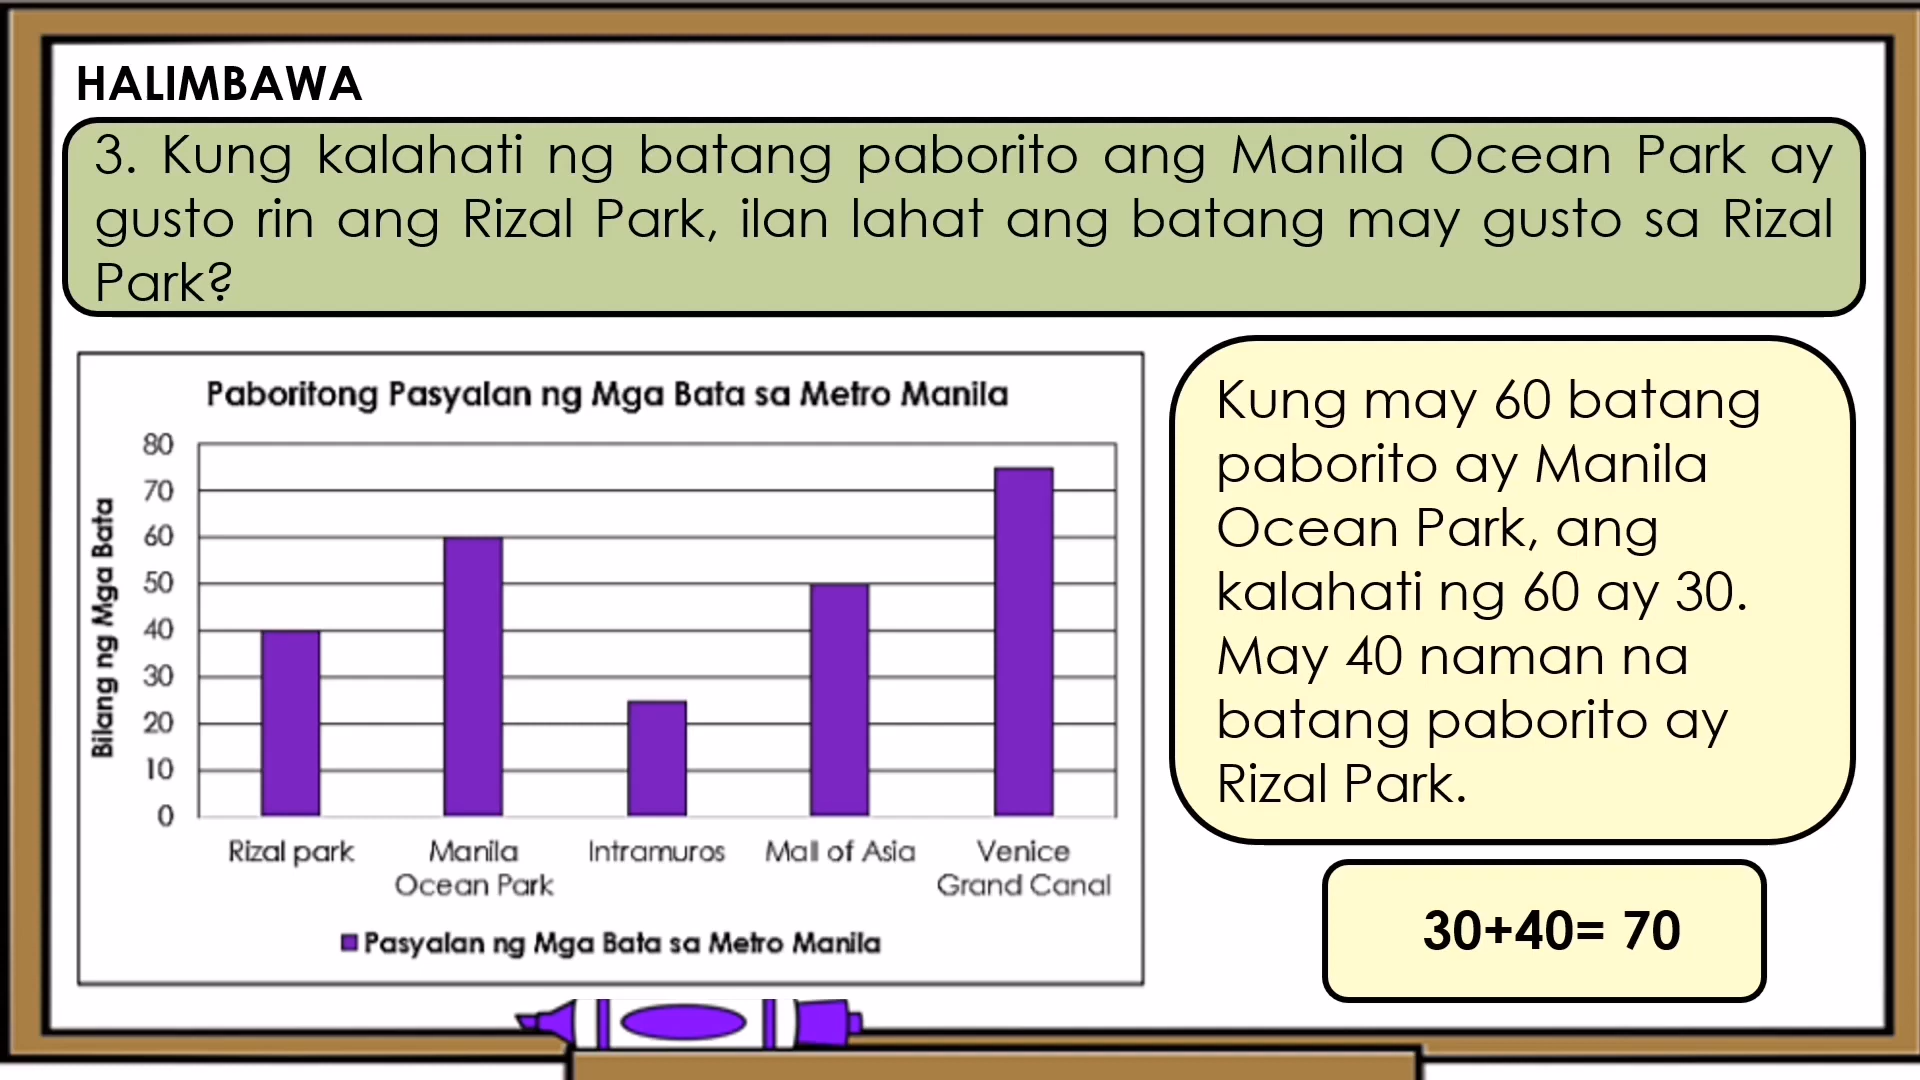 HALIMBAWA
3. Kung kalahati ng batang paborito ang Manila Ocean Park ay
gusto rin ang Rizal Park, ilan lahat ang batang may gusto sa Rizal
Park?
Paboritong Pasyalan ng Mga Bata sa Metro Manila
Bilang ng Mga Bata
80
70
60
50
40
30
20
10
0
Rizal park
Manila
Ocean Park
Intramuros
Mall of Asia
Venice
Grand Canal
Pasyalan ng Mga Bata sa Metro Manila
Kung may 60 batang
paborito ay Manila
Ocean Park, ang
kalahati ng 60 ay 30.
May 40 naman na
batang paborito ay
Rizal Park.
30+40= 70